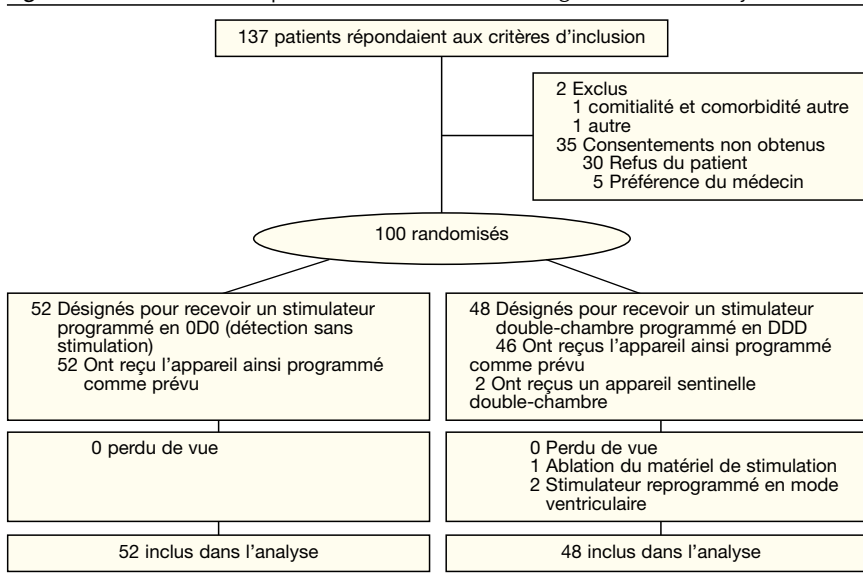 137 patients répondaient aux critères d’inclusion
2 Exclus
1 comitialité et comorbidité autre
1 autre
35 Consentements non obtenus
30 Refus du patient
5 Préférence du médecin
100 randomisés
52 Désignés pour recevoir un stimulateur
programmé en 0D0 (détection sans
stimulation)
52 Ont reçu l’appareil ainsi programmé
comme prévu
48 Désignés pour recevoir un stimulateur
double-chambre programmé en DDD
46 Ont reçus l’appareil ainsi programmé
comme prévu
2 Ont reçus un appareil sentinelle
double-chambre
0 perdu de vue
0 Perdu de vue
1 Ablation du matériel de stimulation
2 Stimulateur reprogrammé en mode
ventriculaire
52 inclus dans l’analyse
48 inclus dans l’analyse